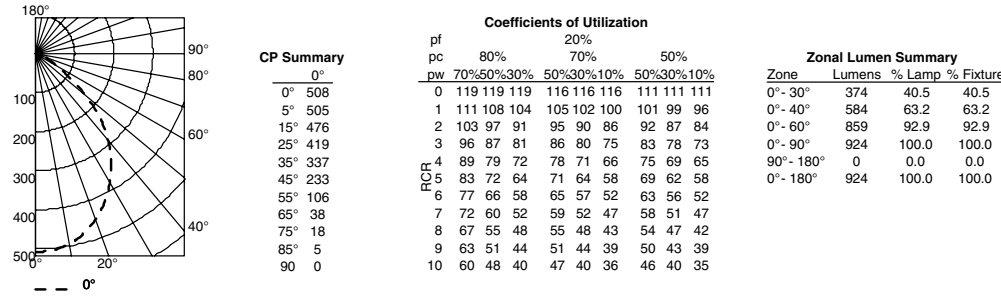 180°
90°
80°
60°
40°
20°
0°
100
200
300
400
500
0°
CP Summary
0°
0° 508
5° 505
15° 476
25° 419
35° 337
45° 233
55° 106
65° 38
75° 18
85° 5
90 0
Coefficients of Utilization
pf 20%
pc 80% 70% 50%
pw 70%50%30% 50%30%10% 50%30%10%
RCR
0 119 119 119 116 116 116 111 111 111
1 111 108 104 105 102 100 101 99 96
2 103 97 91 95 90 86 92 87 84
3 96 87 81 86 80 75 83 78 73
4 89 79 72 78 71 66 75 69 65
5 83 72 64 71 64 58 69 62 58
6 77 66 58 65 57 52 63 56 52
7 72 60 52 59 52 47 58 51 47
8 67 55 48 55 48 43 54 47 42
9 63 51 44 51 44 39 50 43 39
10 60 48 40 47 40 36 46 40 35
Zonal Lumen Summary
Zone Lumens % Lamp % Fixture
0°- 30° 374 40.5 40.5
0°- 40° 584 63.2 63.2
0°- 60° 859 92.9 92.9
0°- 90° 924 100.0 100.0
90°- 180° 0 0.0 0.0
0°- 180° 924 100.0 100.0